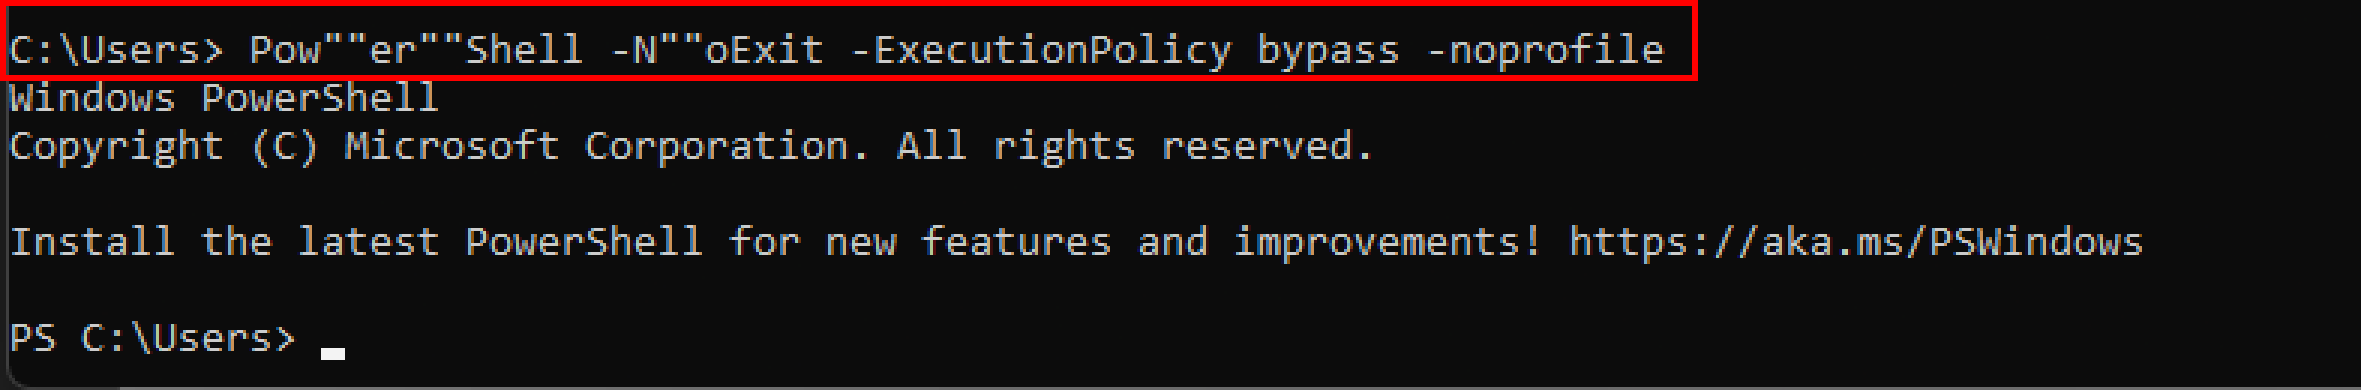 C:\Users> Pow""er""Shell -N""oExit -ExecutionPolicy bypass -noprofile
Windows PowerShell
Copyright (C) Microsoft Corporation. All rights reserved.
Install the latest PowerShell for new features and improvements! https://aka.ms/PSWindows
PS C:\Users>